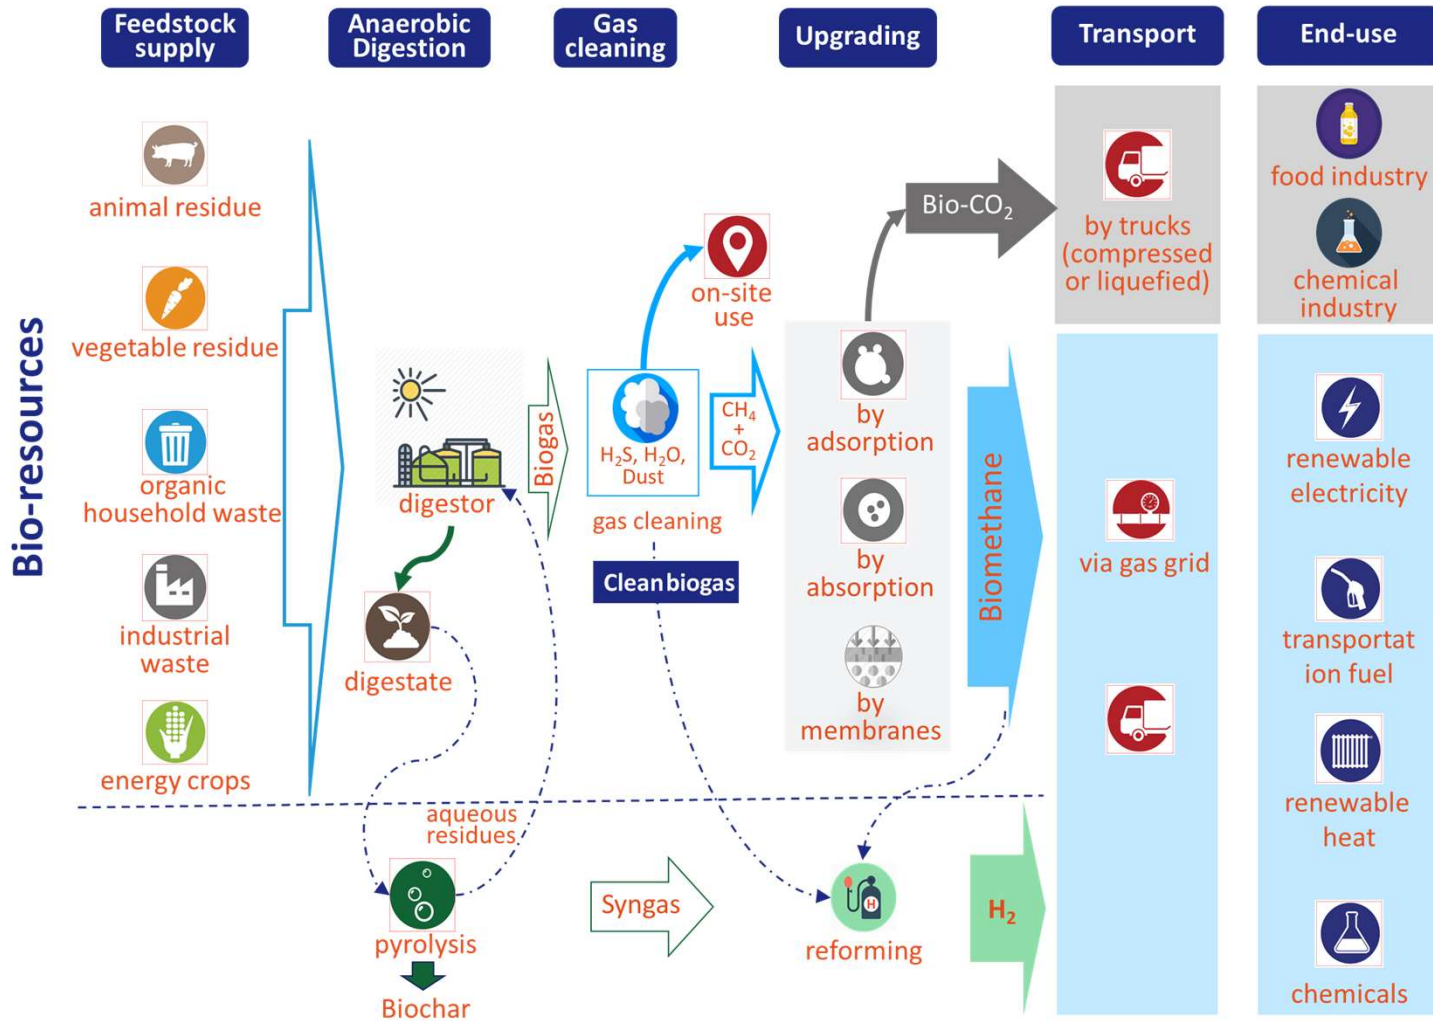 Feedstock
supply
Anaerobic
Digestion
Gas
cleaning
Upgrading
Transport
End-use
Bio-resources
animal residue
vegetable residue
organic
household waste
industrial
waste
energy crops
digestor
digestate
aqueous
residues
pyrolysis
Biochar
Biogas
on-site
use
H₂S, H₂O,
Dust
gas cleaning
Clean biogas
CH₄
+
CO₂
Syngas
by
adsorption
by
absorption
by
membranes
reforming
H
Bio-CO₂
Biomethane
H₂
by trucks
(compressed
or liquefied)
via gas grid
food industry
chemical
industry
renewable
electricity
transportat
ion fuel
renewable
heat
chemicals